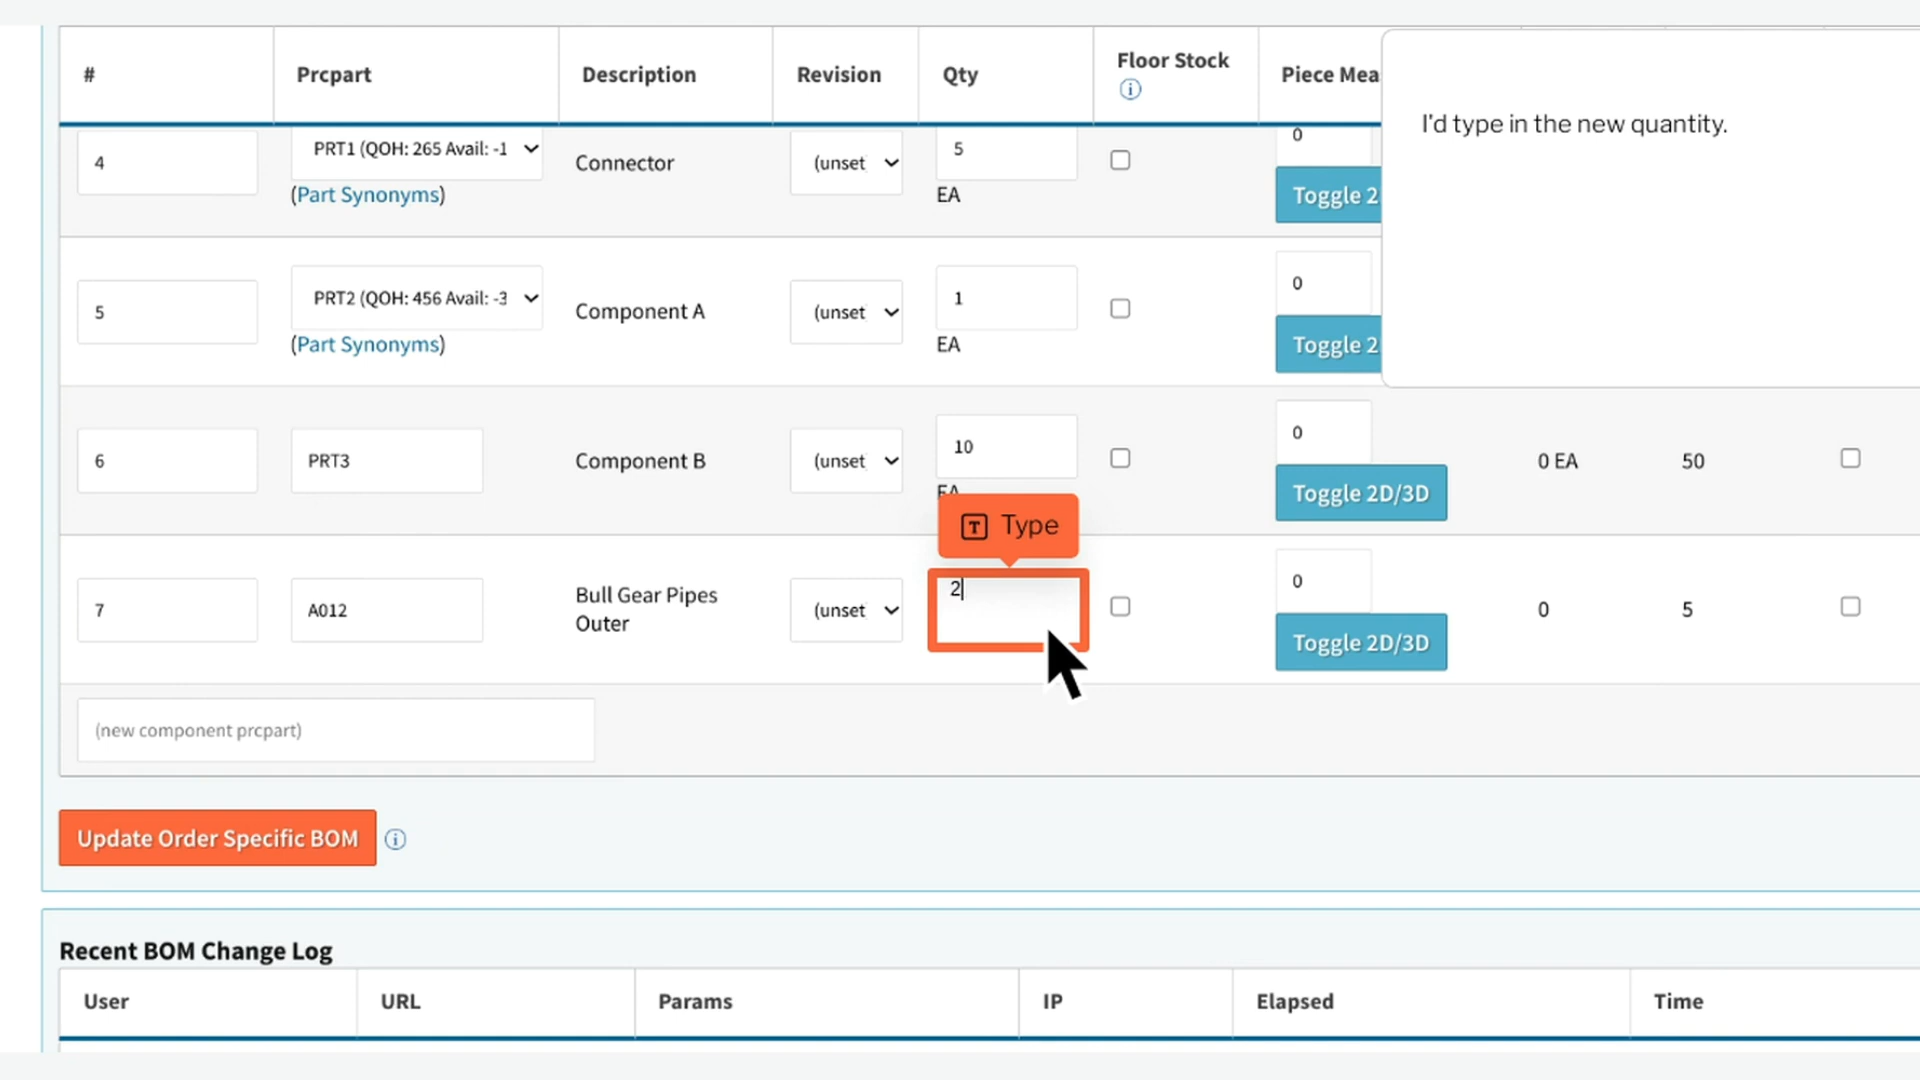 # Prcpart Description Revision Qty Floor Stock Piece Mea
I'd type in the new quantity.
4 PRT1 (QOH: 265 Avail: -1 Connector (unset 5 0
(Part Synonyms) EA Toggle 2
5 PRT2 (QOH: 456 Avail: -3 Component A (unset 1 0
(Part Synonyms) EA Toggle 2
6 PRT3 Component B (unset 10 0 0 EA 50
EA Toggle 2D/3D
T Type
7 A012 Bull Gear Pipes (unset 2 0 0 5
Outer Toggle 2D/3D
(new component prcpart)
Update Order Specific BOM
Recent BOM Change Log
User URL Params IP Elapsed Time